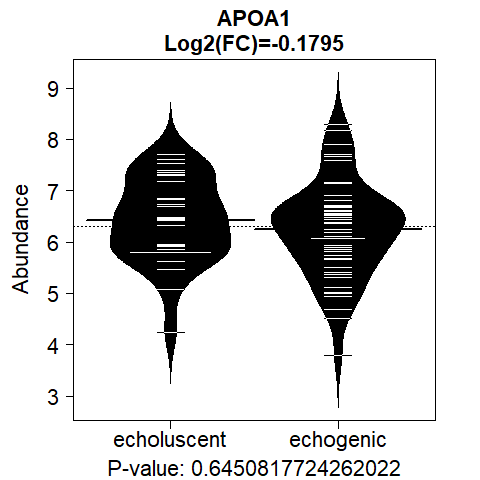 APOA1
Log2(FC)=-0.1795
Abundance
9
8
7
6
5
4
3
echoluscent echogenic
P-value: 0.6450817724262022